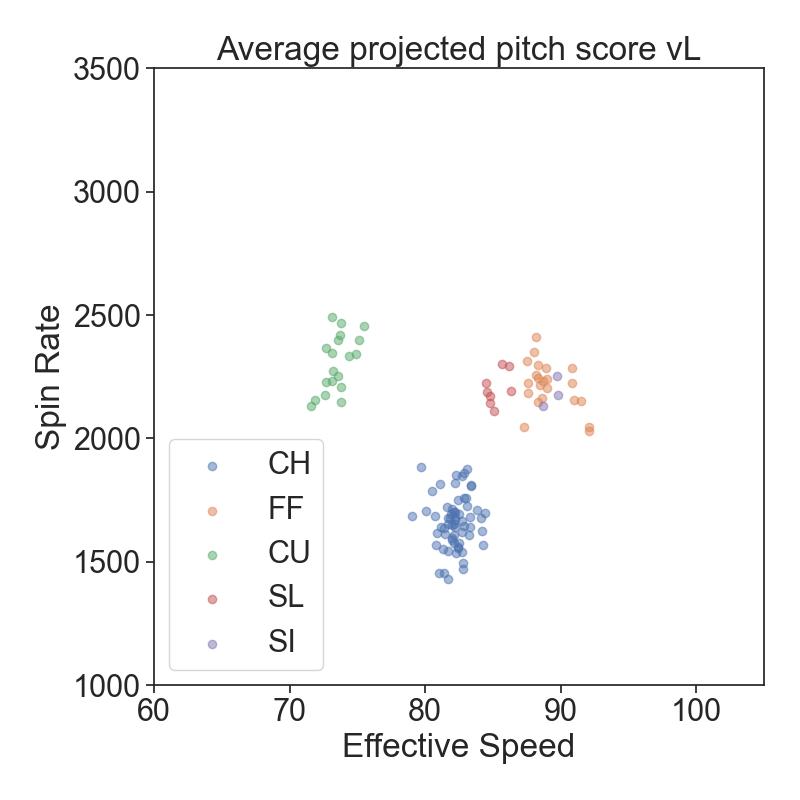 Average projected pitch score vL
3500
3000
2500
2000
1500
1000
Spin Rate
CH
FF
CU
SL
SI
60 70 80 90 100
Effective Speed